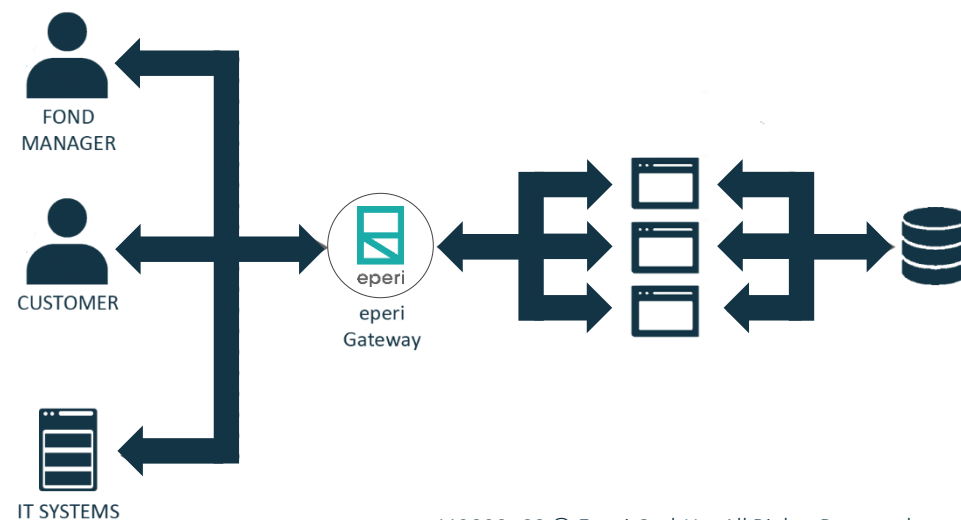 FOND
MANAGER
CUSTOMER
IT SYSTEMS
eperi
eperi
Gateway